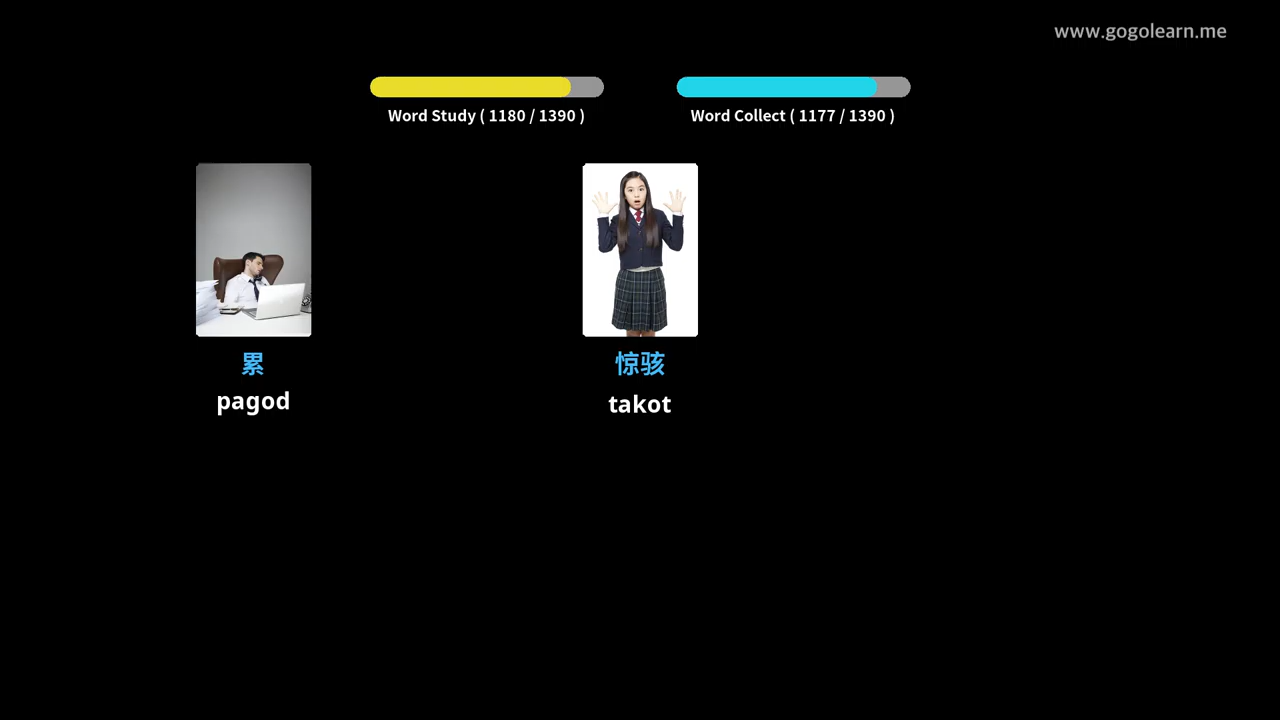 www.gogolearn.me
Word Study ( 1180 / 1390 )
Word Collect ( 1177 / 1390 )
累
pagod
惊骇
takot